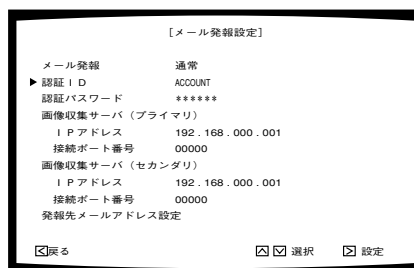 [メール発報設定]
メール発報 通常
▶認証ID ACCOUNT
認証パスワード ******
画像収集サーバ(プライマリ)
IPアドレス 192.168.000.001
接続ポート番号 00000
画像収集サーバ(セカンダリ)
IPアドレス 192.168.000.001
接続ポート番号 00000
発報先メールアドレス設定
<戻る ∧ ∨ 選択 > 設定